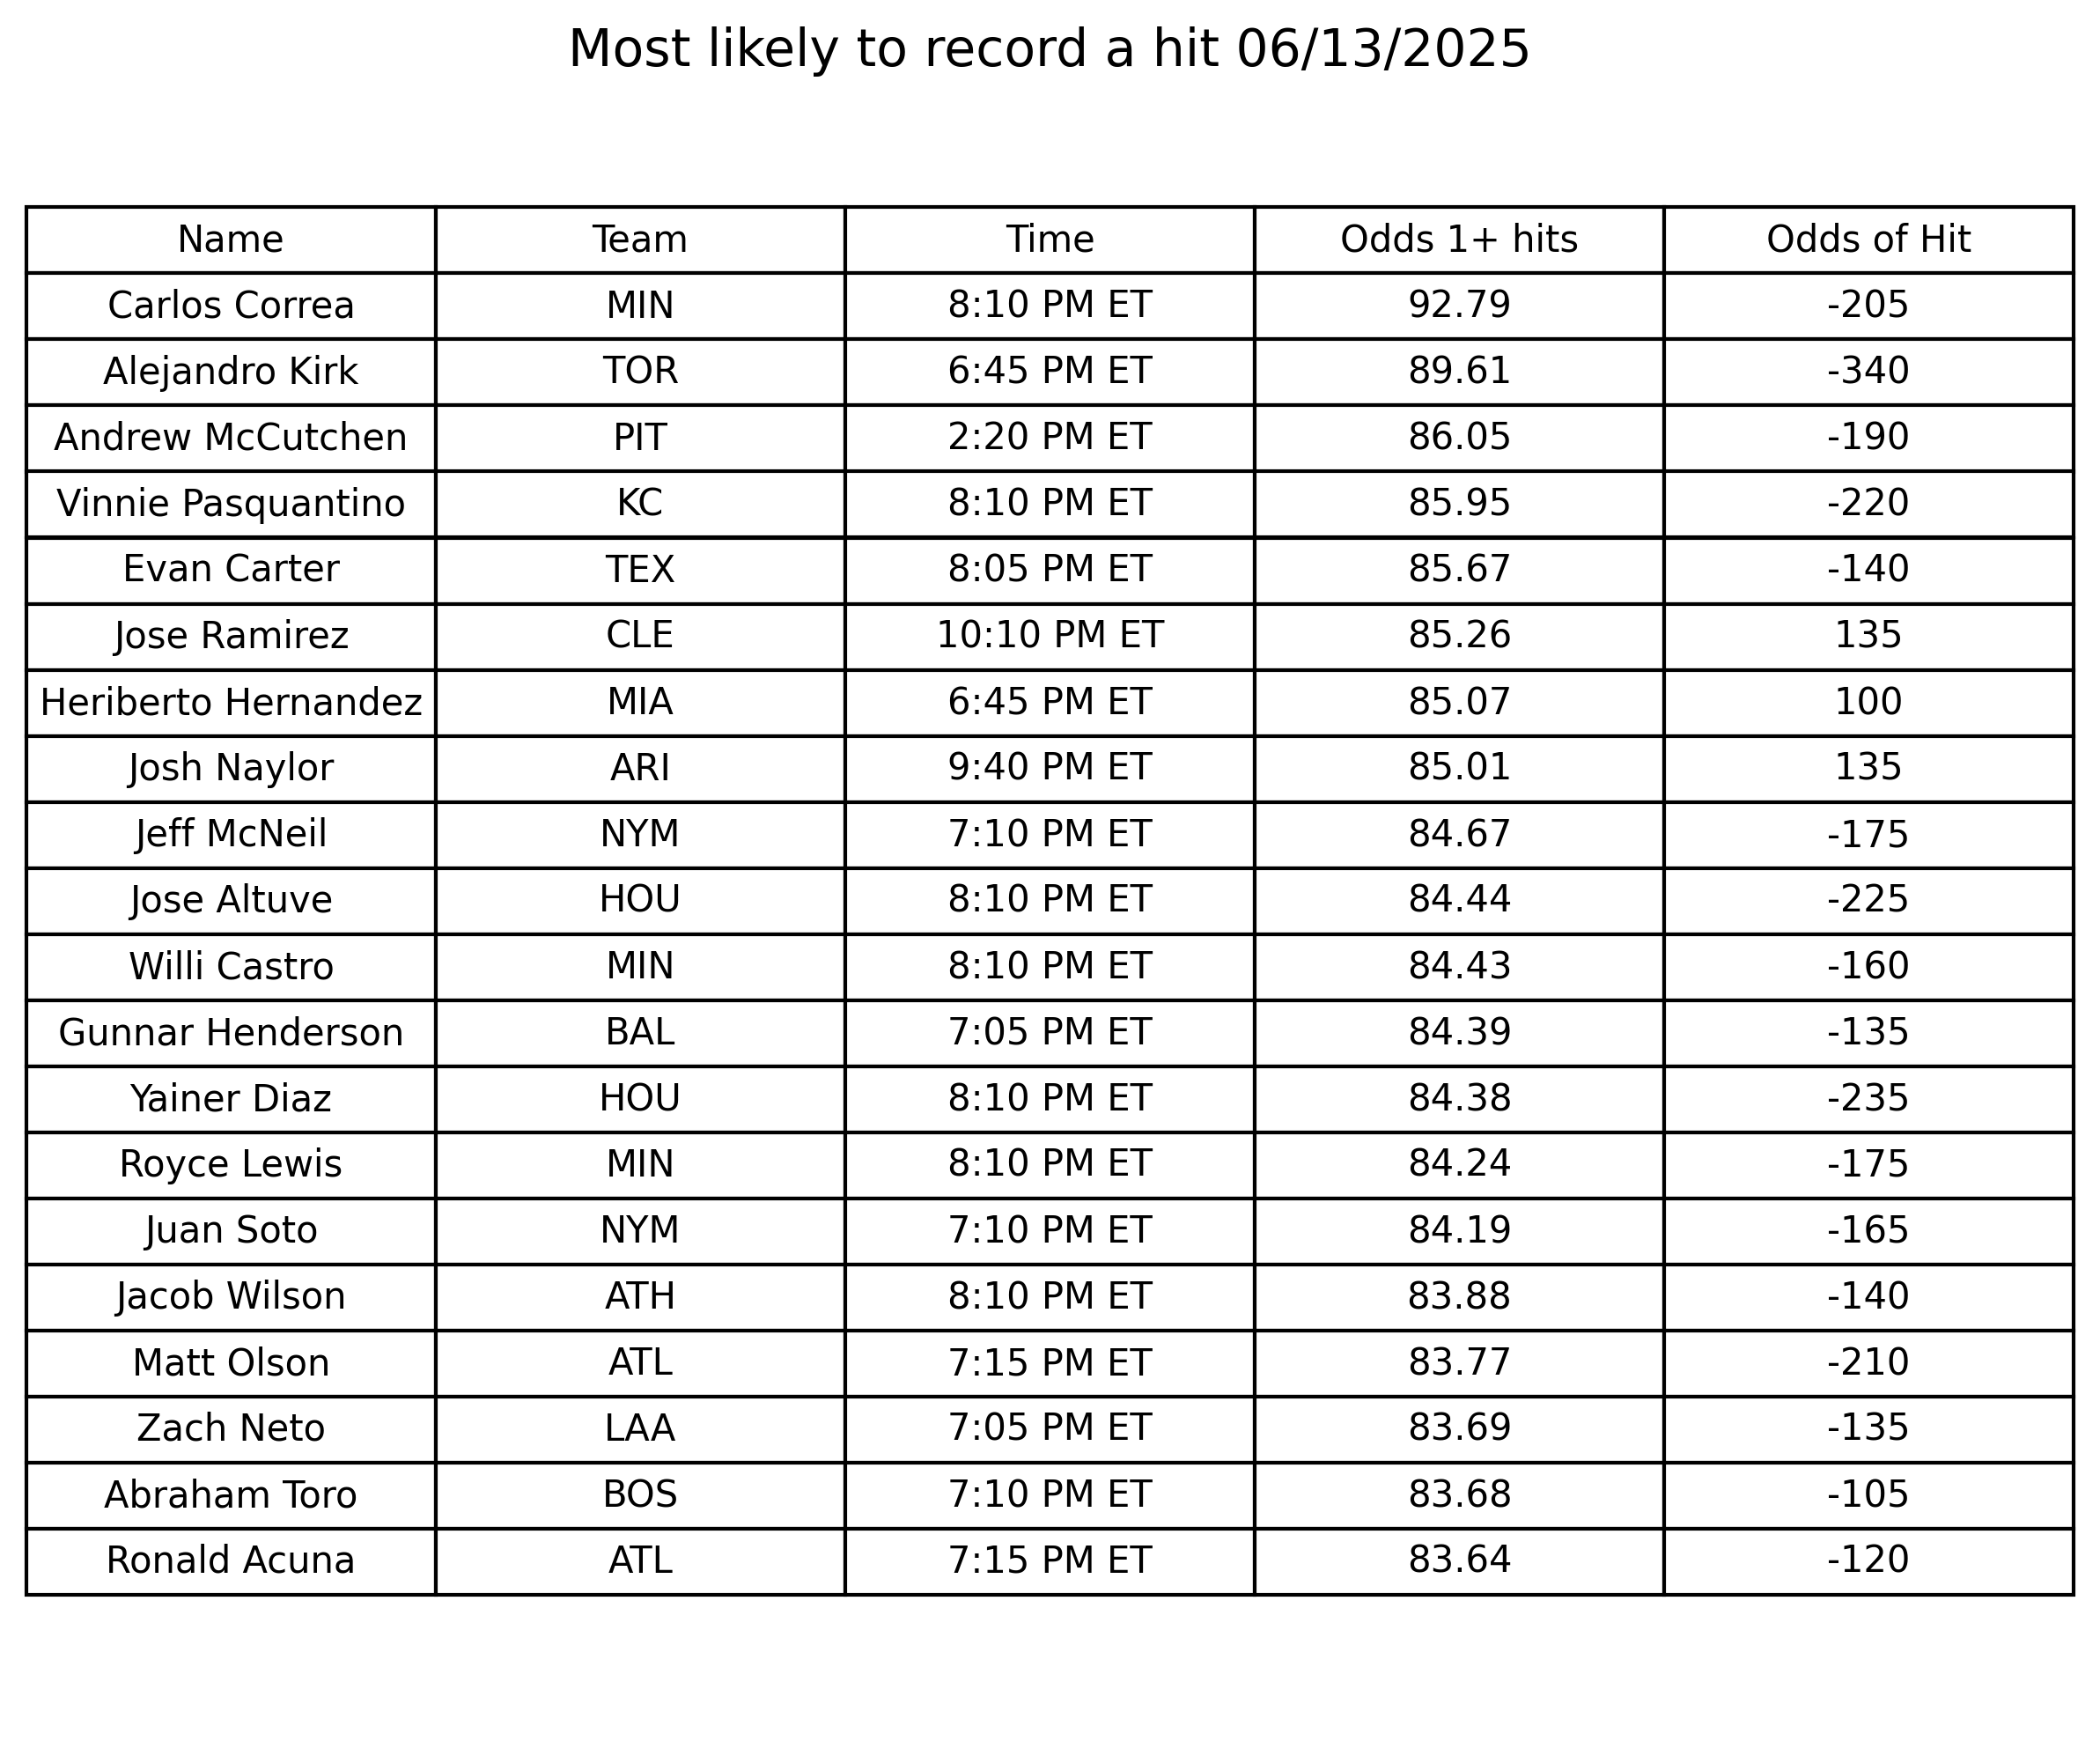 Most likely to record a hit 06/13/2025
Name Team Time Odds 1+ hits Odds of Hit
Carlos Correa MIN 8:10 PM ET 92.79 -205
Alejandro Kirk TOR 6:45 PM ET 89.61 -340
Andrew McCutchen PIT 2:20 PM ET 86.05 -190
Vinnie Pasquantino KC 8:10 PM ET 85.95 -220
Evan Carter TEX 8:05 PM ET 85.67 -140
Jose Ramirez CLE 10:10 PM ET 85.26 135
Heriberto Hernandez MIA 6:45 PM ET 85.07 100
Josh Naylor ARI 9:40 PM ET 85.01 135
Jeff McNeil NYM 7:10 PM ET 84.67 -175
Jose Altuve HOU 8:10 PM ET 84.44 -225
Willi Castro MIN 8:10 PM ET 84.43 -160
Gunnar Henderson BAL 7:05 PM ET 84.39 -135
Yainer Diaz HOU 8:10 PM ET 84.38 -235
Royce Lewis MIN 8:10 PM ET 84.24 -175
Juan Soto NYM 7:10 PM ET 84.19 -165
Jacob Wilson ATH 8:10 PM ET 83.88 -140
Matt Olson ATL 7:15 PM ET 83.77 -210
Zach Neto LAA 7:05 PM ET 83.69 -135
Abraham Toro BOS 7:10 PM ET 83.68 -105
Ronald Acuna ATL 7:15 PM ET 83.64 -120